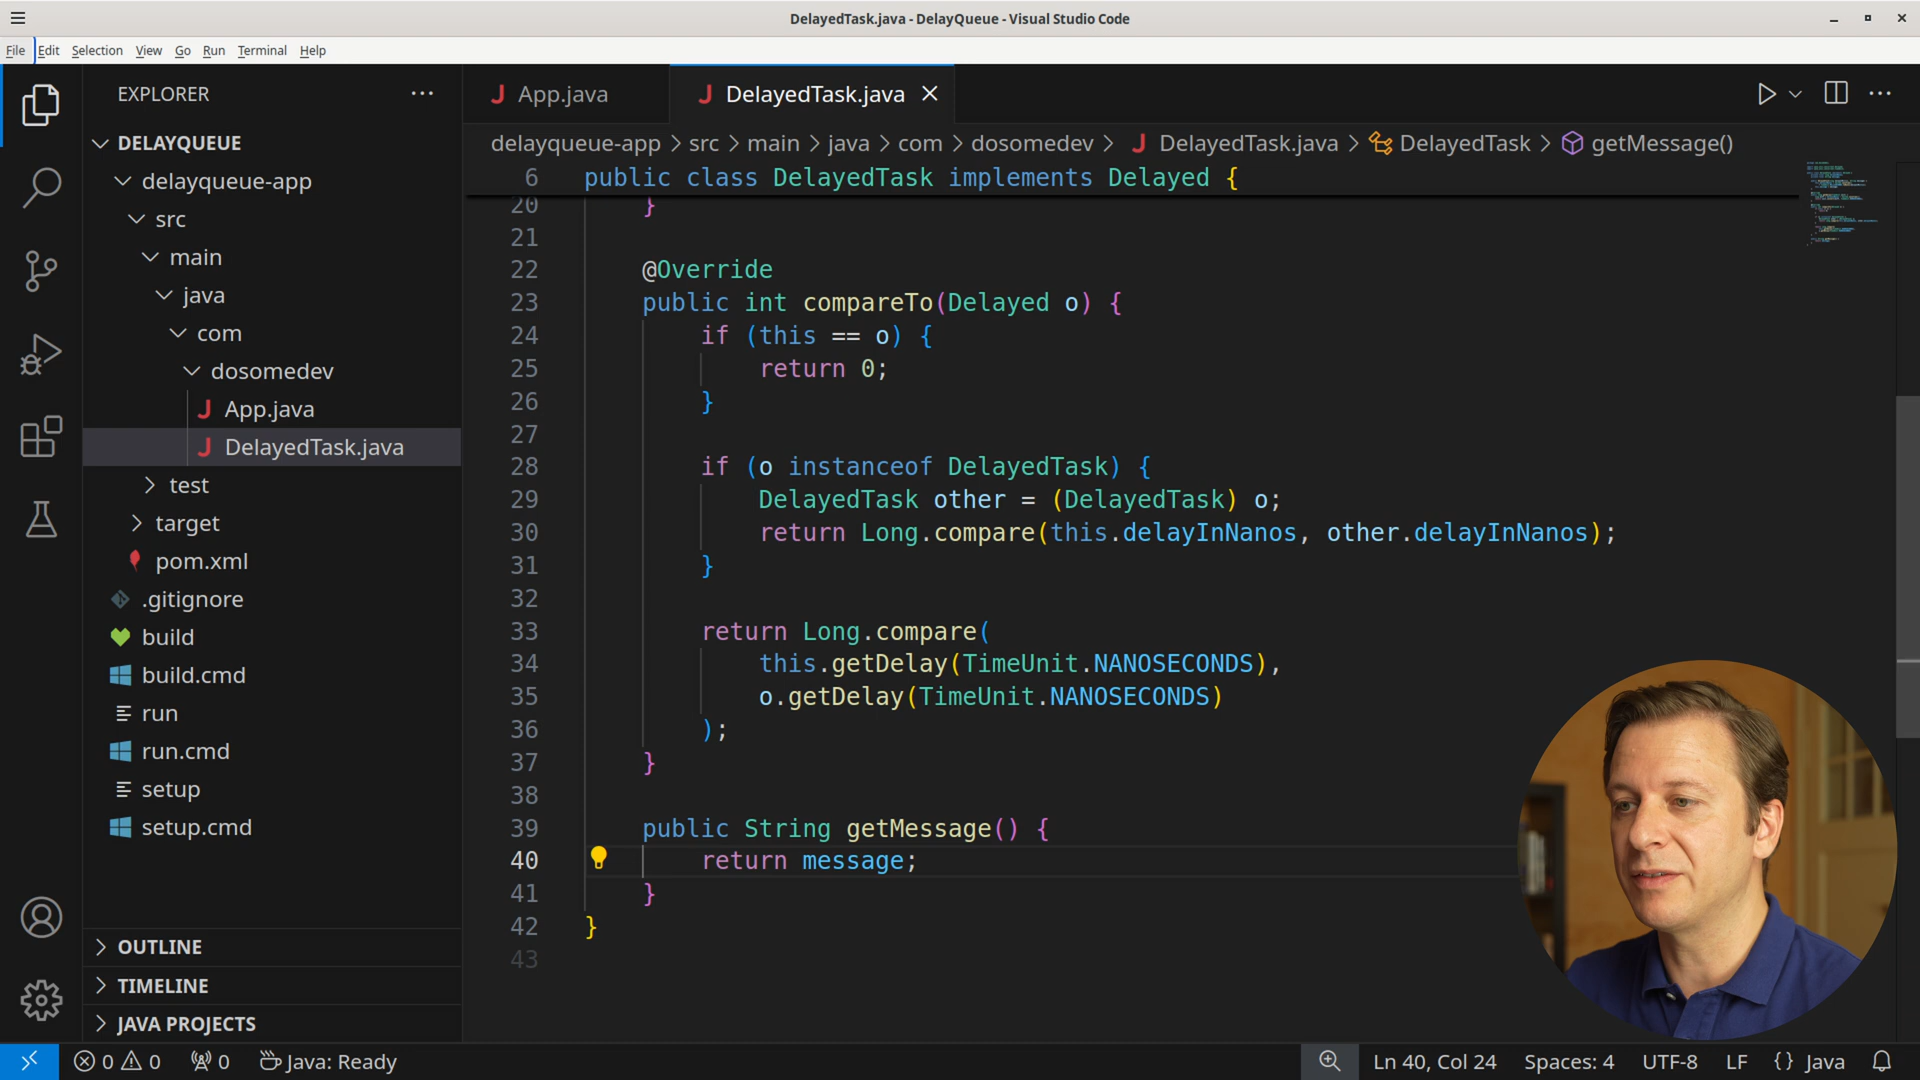 DelayedTask.java - DelayQueue - Visual Studio Code
File Edit Selection View Go Run Terminal Help
EXPLORER
DELAYQUEUE
delayqueue-app
src
main
java
com
dosomedev
App.java
DelayedTask.java
test
target
pom.xml
.gitignore
build
build.cmd
run
run.cmd
setup
setup.cmd
OUTLINE
TIMELINE
JAVA PROJECTS
App.java DelayedTask.java
delayqueue-app > src > main > java > com > dosomedev > DelayedTask.java > DelayedTask > getMessage()
6 public class DelayedTask implements Delayed {
20 }
21
22 @Override
23 public int compareTo(Delayed o) {
24 if (this == o) {
25 return 0;
26 }
27
28 if (o instanceof DelayedTask) {
29 DelayedTask other = (DelayedTask) o;
30 return Long.compare(this.delayInNanos, other.delayInNanos);
31 }
32
33 return Long.compare(
34 this.getDelay(TimeUnit.NANOSECONDS),
35 o.getDelay(TimeUnit.NANOSECONDS)
36 );
37 }
38
39 public String getMessage() {
40 return message;
41 }
42 }
43
0 0 0 Java: Ready Ln 40, Col 24 Spaces: 4 UTF-8 LF {} Java